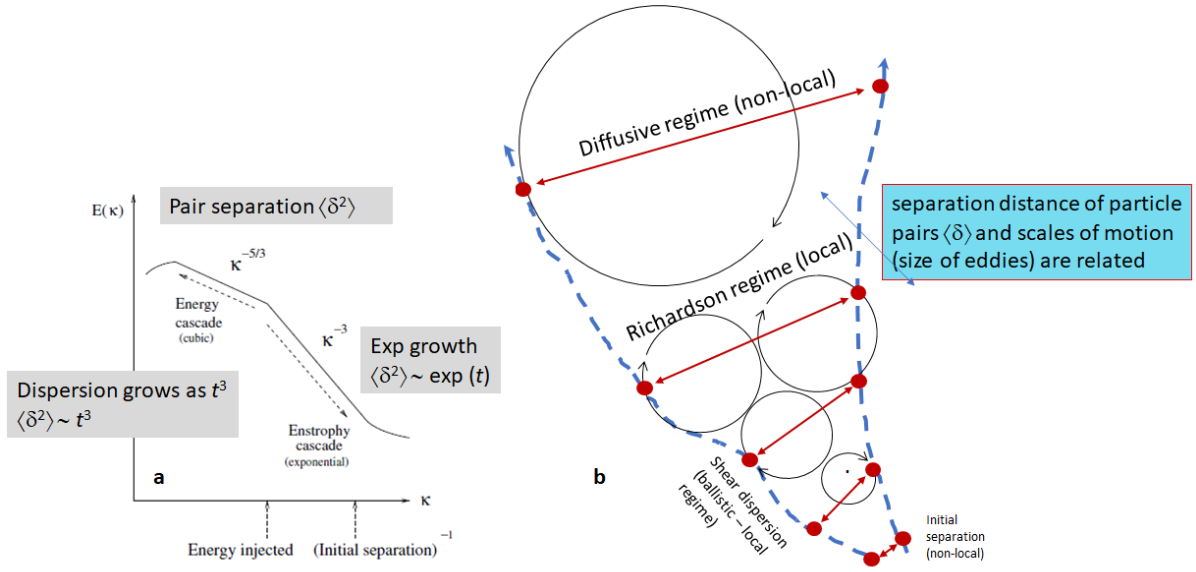 E(κ)
Pair separation ⟨δ²⟩
κ
-5/3
Energy
cascade
(cubic)
κ
-3
Exp growth
⟨δ²⟩ ~ exp (t)
Dispersion grows as t³
⟨δ²⟩ ~ t³
Enstrophy
cascade
(exponential)
a
κ
Energy injected
(Initial separation)
-1
Diffusive regime (non-local)
separation distance of particle
pairs ⟨δ⟩ and scales of motion
(size of eddies) are related
Richardson regime (local)
b
Shear dispersion
(ballistic – local
regime)
Initial
separation
(non-local)